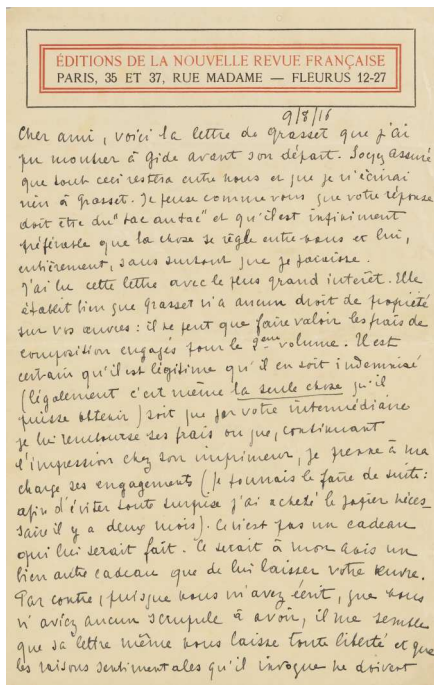 ÉDITIONS DE LA NOUVELLE REVUE FRANÇAISE
PARIS, 35 ET 37, RUE MADAME — FLEURUS 12-27
9/8/16
Cher ami, voici la lettre de Grasset que j'ai
pu montrer à Gide avant son départ. Soyez assuré
que tout ceci restera entre nous et que je n'écrirai
rien à Grasset. Je pense comme vous que votre réponse
doit être du "tac au tac" et qu'il est infiniment
préférable que la chose se règle entre vous et lui,
entièrement, sans surtout que je paraisse.
J'ai lu cette lettre avec le plus grand intérêt. Elle
établit bien que Grasset n'a aucun droit de propriété
sur vos œuvres : il ne peut que faire valoir les frais de
composition engagés pour le 2ème volume. Il est
certain qu'il est légitime qu'il en soit indemnisé
(légalement c'est même la seule chose qu'il
puisse obtenir) soit que par votre intermédiaire
je lui rembourse ses frais ou que, continuant
l'impression chez son imprimeur, je prenne à ma
charge ses engagements (je pourrais le faire de suite :
afin d'éviter toute surprise j'ai acheté le papier néces-
saire il y a deux mois). Ce n'est pas un cadeau
qui lui serait fait. Ce serait à mon avis un
bien autre cadeau que de lui laisser votre œuvre.
Par contre, puisque vous m'avez écrit, que vous
n'aviez aucun scrupule à avoir, il me semble
que sa lettre même vous laisse toute liberté et que
les raisons sentimentales qu'il invoque ne doivent